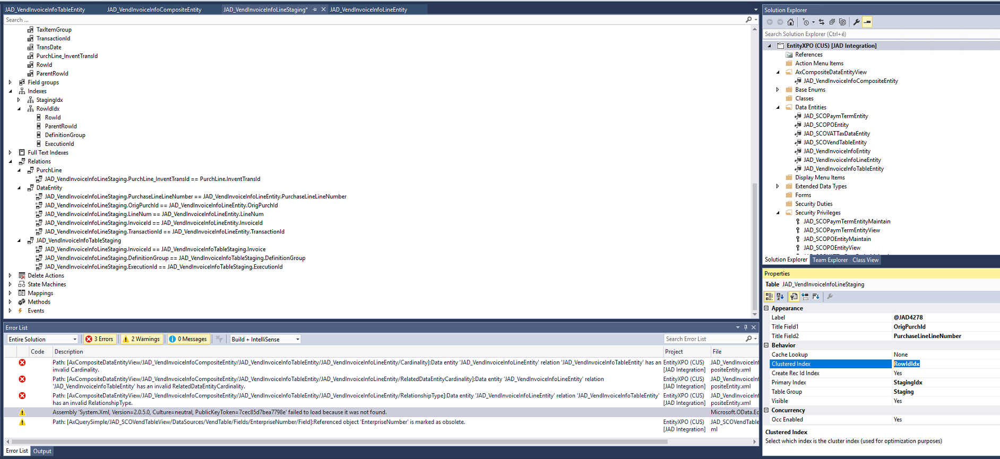 JAD_VendInvoiceInfoTableEntity
JAD_VendInvoiceInfoCompositeEntity
JAD_VendInvoiceInfoLineStaging*
JAD_VendInvoiceInfoLineEntity
Search ...
TaxItemGroup
TransactionId
TransDate
PurchLine_InventTransId
RowId
ParentRowId
Field groups
Indexes
StagingIdx
RowIdIdx
RowId
ParentRowId
DefinitionGroup
ExecutionId
Full Text Indexes
Relations
PurchLine
JAD_VendInvoiceInfoLineStaging.PurchLine_InventTransId == PurchLine.InventTransId
DataEntity
JAD_VendInvoiceInfoLineStaging.PurchaseLineLineNumber == JAD_VendInvoiceInfoLineEntity.PurchaseLineLineNumber
JAD_VendInvoiceInfoLineStaging.OrigPurchId == JAD_VendInvoiceInfoLineEntity.OrigPurchId
JAD_VendInvoiceInfoLineStaging.LineNum == JAD_VendInvoiceInfoLineEntity.LineNum
JAD_VendInvoiceInfoLineStaging.InvoiceId == JAD_VendInvoiceInfoLineEntity.InvoiceId
JAD_VendInvoiceInfoLineStaging.TransactionId == JAD_VendInvoiceInfoLineEntity.TransactionId
JAD_VendInvoiceInfoTableStaging
JAD_VendInvoiceInfoLineStaging.InvoiceId == JAD_VendInvoiceInfoTableStaging.Invoice
JAD_VendInvoiceInfoLineStaging.DefinitionGroup == JAD_VendInvoiceInfoTableStaging.DefinitionGroup
JAD_VendInvoiceInfoLineStaging.ExecutionId == JAD_VendInvoiceInfoTableStaging.ExecutionId
Delete Actions
State Machines
Mappings
Methods
Events
Error List
Entire Solution
3 Errors
2 Warnings
0 Messages
Build + IntelliSense
Search Error List
Code
Description
Project
File
Path: [AxCompositeDataEntityView/JAD_VendInvoiceInfoCompositeEntity/JAD_VendInvoiceInfoTableEntity/JAD_VendInvoiceInfoLineEntity/Cardinality]:Data entity 'JAD_VendInvoiceInfoLineEntity' relation 'JAD_VendInvoiceInfoTableEntity' has an
invalid Cardinality.
EntityXPO (CUS)
[JAD Integration]
JAD_VendInvoiceInf
positeEntity.xml
Path: [AxCompositeDataEntityView/JAD_VendInvoiceInfoCompositeEntity/JAD_VendInvoiceInfoTableEntity/JAD_VendInvoiceInfoLineEntity/RelatedDataEntityCardinality]:Data entity 'JAD_VendInvoiceInfoLineEntity' relation
'JAD_VendInvoiceInfoTableEntity' has an invalid RelatedDataEntityCardinality.
EntityXPO (CUS)
[JAD Integration]
JAD_VendInvoiceInf
positeEntity.xml
Path: [AxCompositeDataEntityView/JAD_VendInvoiceInfoCompositeEntity/JAD_VendInvoiceInfoTableEntity/JAD_VendInvoiceInfoLineEntity/RelationshipType]:Data entity 'JAD_VendInvoiceInfoLineEntity' relation 'JAD_VendInvoiceInfoTableEntity'
has an invalid RelationshipType.
EntityXPO (CUS)
[JAD Integration]
JAD_VendInvoiceInf
positeEntity.xml
Assembly 'System.Xml, Version=2.0.5.0, Culture=neutral, PublicKeyToken=7cec85d7bea7798e' failed to load because it was not found.
Microsoft.OData.Ed
Path: [AxQuerySimple/JAD_SCOVendTableView/DataSources/VendTable/Fields/EnterpriseNumber/Field]:Referenced object 'EnterpriseNumber' is marked as obsolete.
EntityXPO (CUS)
[JAD Integration]
JAD_SCOVendTable
ml
Error List
Output
Solution Explorer
Search Solution Explorer (Ctrl+é)
EntityXPO (CUS) [JAD Integration]
References
Action Menu Items
AxCompositeDataEntityView
JAD_VendInvoiceInfoCompositeEntity
Base Enums
Classes
Data Entities
JAD_SCOPaymTermEntity
JAD_SCOPOEntity
JAD_SCOVATTaxDataEntity
JAD_SCOVendTableEntity
JAD_VendInvoiceInfoEntity
JAD_VendInvoiceInfoLineEntity
JAD_VendInvoiceInfoTableEntity
Display Menu Items
Extended Data Types
Forms
Security Duties
Security Privileges
JAD_SCOPaymTermEntityMaintain
JAD_SCOPaymTermEntityView
JAD_SCOPOEntityMaintain
JAD_SCOPOEntityView
Solution Explorer
Team Explorer
Class View
Properties
Table JAD_VendInvoiceInfoLineStaging
Appearance
Label @JAD4278
Title Field1 OrigPurchId
Title Field2 PurchaseLineLineNumber
Behavior
Cache Lookup None
Clustered Index RowIdIdx
Create Rec Id Index Yes
Primary Index StagingIdx
Table Group Staging
Visible Yes
Concurrency
Occ Enabled Yes
Clustered Index
Select which index is the cluster index (used for optimization purposes)